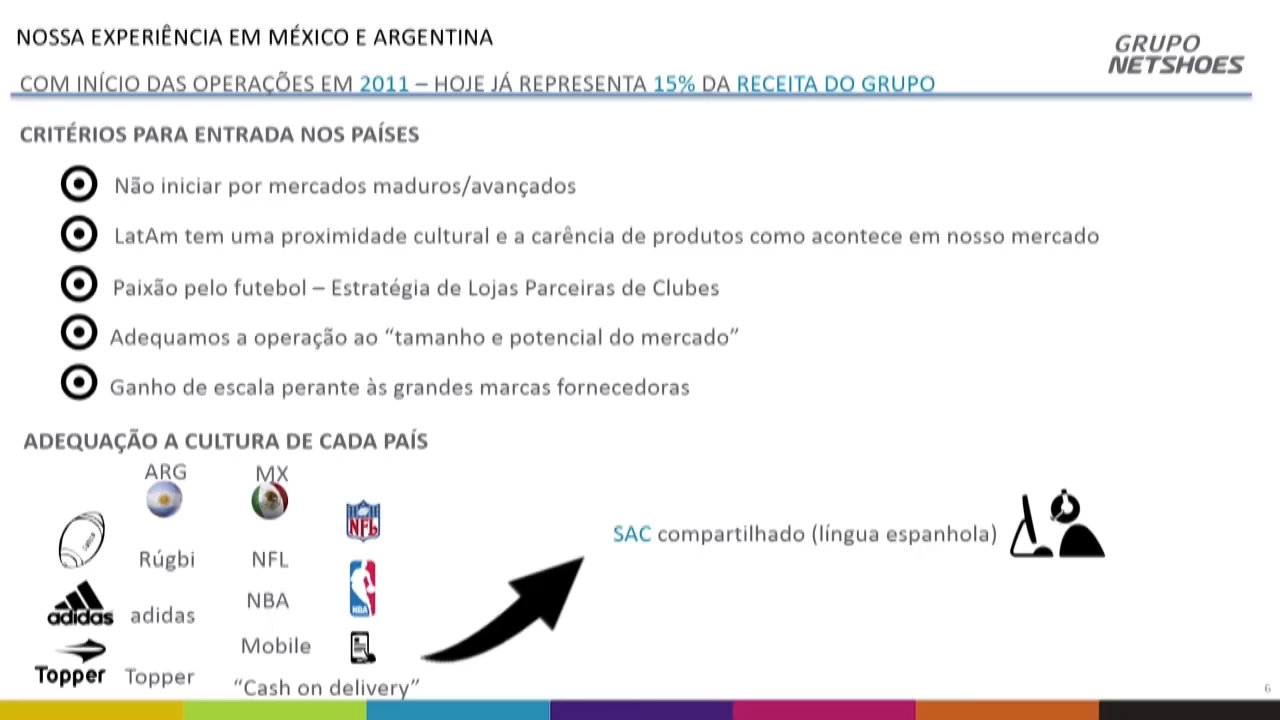 NOSSA EXPERIÊNCIA EM MÉXICO E ARGENTINA
GRUPO
NETSHOES
COM INÍCIO DAS OPERAÇÕES EM 2011 – HOJE JÁ REPRESENTA 15% DA RECEITA DO GRUPO
CRITÉRIOS PARA ENTRADA NOS PAÍSES
Não iniciar por mercados maduros/avançados
LatAm tem uma proximidade cultural e a carência de produtos como acontece em nosso mercado
Paixão pelo futebol – Estratégia de Lojas Parceiras de Clubes
Adequamos a operação ao “tamanho e potencial do mercado”
Ganho de escala perante às grandes marcas fornecedoras
ADEQUAÇÃO A CULTURA DE CADA PAÍS
ARG MX
NFL
SAC compartilhado (língua espanhola)
Rúgbi NFL
NBA NBA
adidas adidas
Mobile
Topper Topper
“Cash on delivery”
6